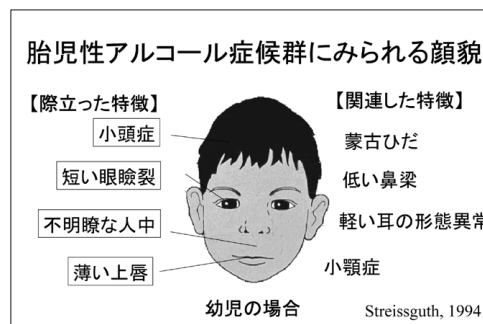 胎児性アルコール症候群にみられる顔貌
【際立った特徴】
小頭症
短い眼瞼裂
不明瞭な人中
薄い上唇
【関連した特徴】
蒙古ひだ
低い鼻梁
軽い耳の形態異常
小顎症
幼児の場合
Streissguth, 1994